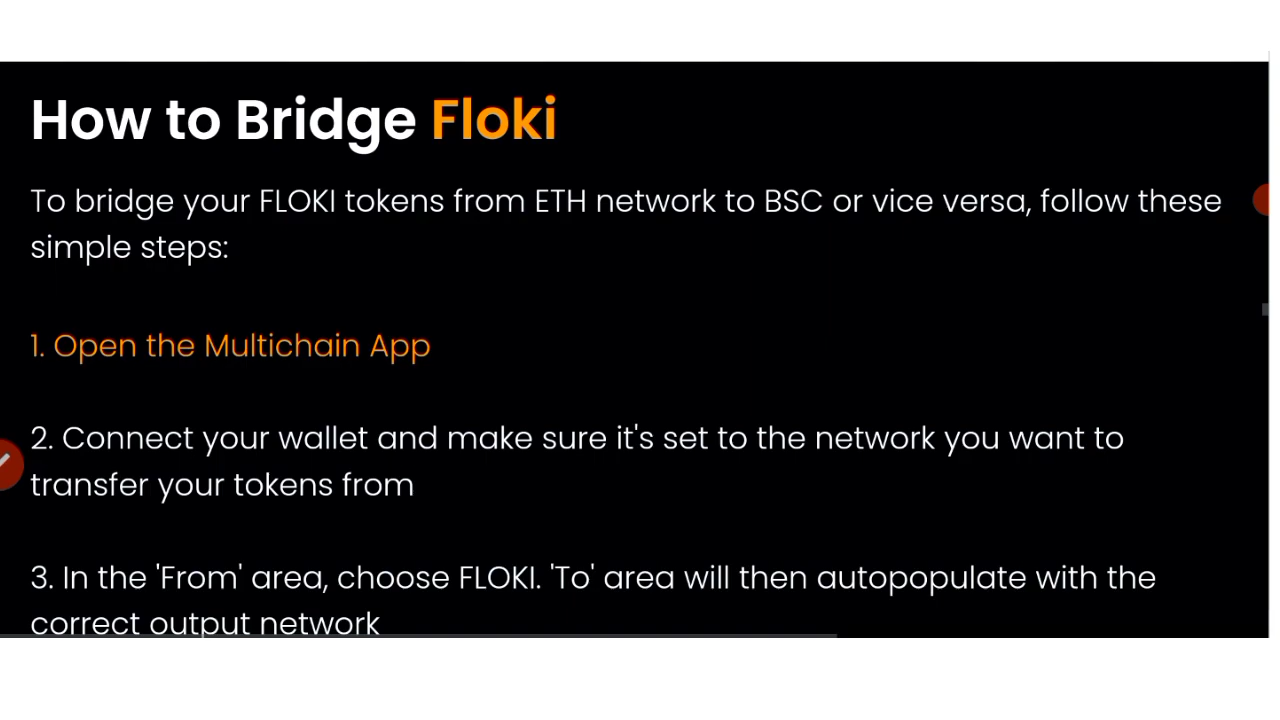 How to Bridge Floki
To bridge your FLOKI tokens from ETH network to BSC or vice versa, follow these
simple steps:
1. Open the Multichain App
2. Connect your wallet and make sure it's set to the network you want to
transfer your tokens from
3. In the 'From' area, choose FLOKI. 'To' area will then autopopulate with the
correct output network